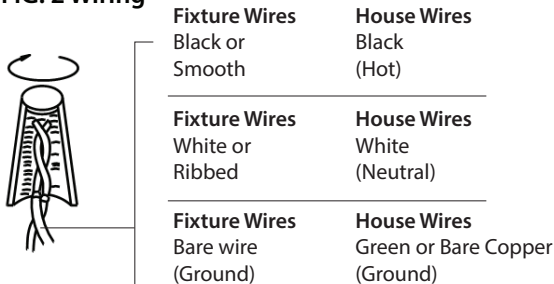 FIG. 2 Wiring
Fixture Wires House Wires
Black or Black
Smooth (Hot)
Fixture Wires House Wires
White or White
Ribbed (Neutral)
Fixture Wires House Wires
Bare wire Green or Bare Copper
(Ground) (Ground)